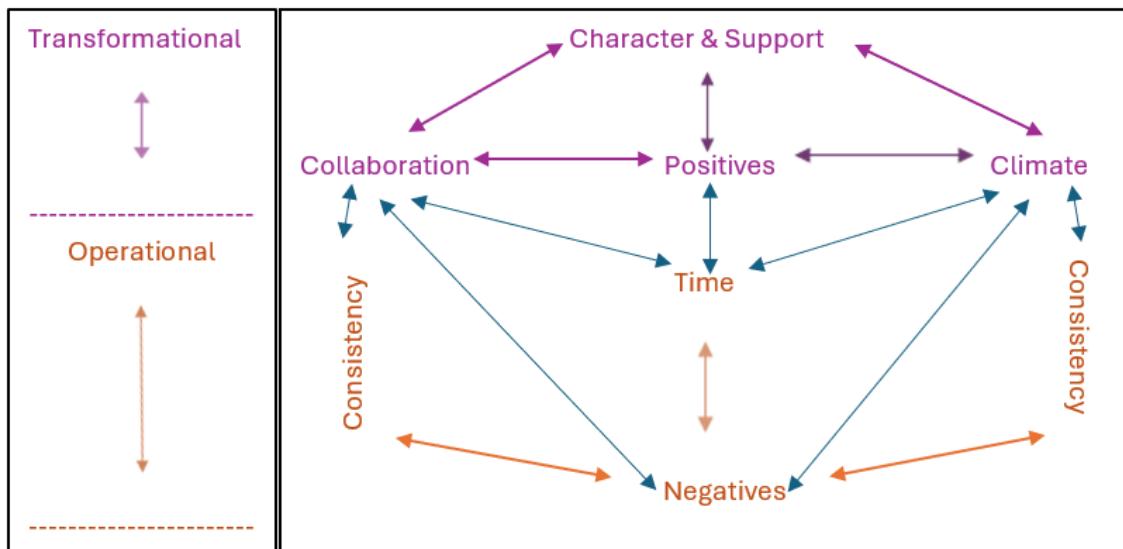 Transformational
Operational
Character & Support
Collaboration
Positives
Climate
Time
Consistency
Consistency
Negatives